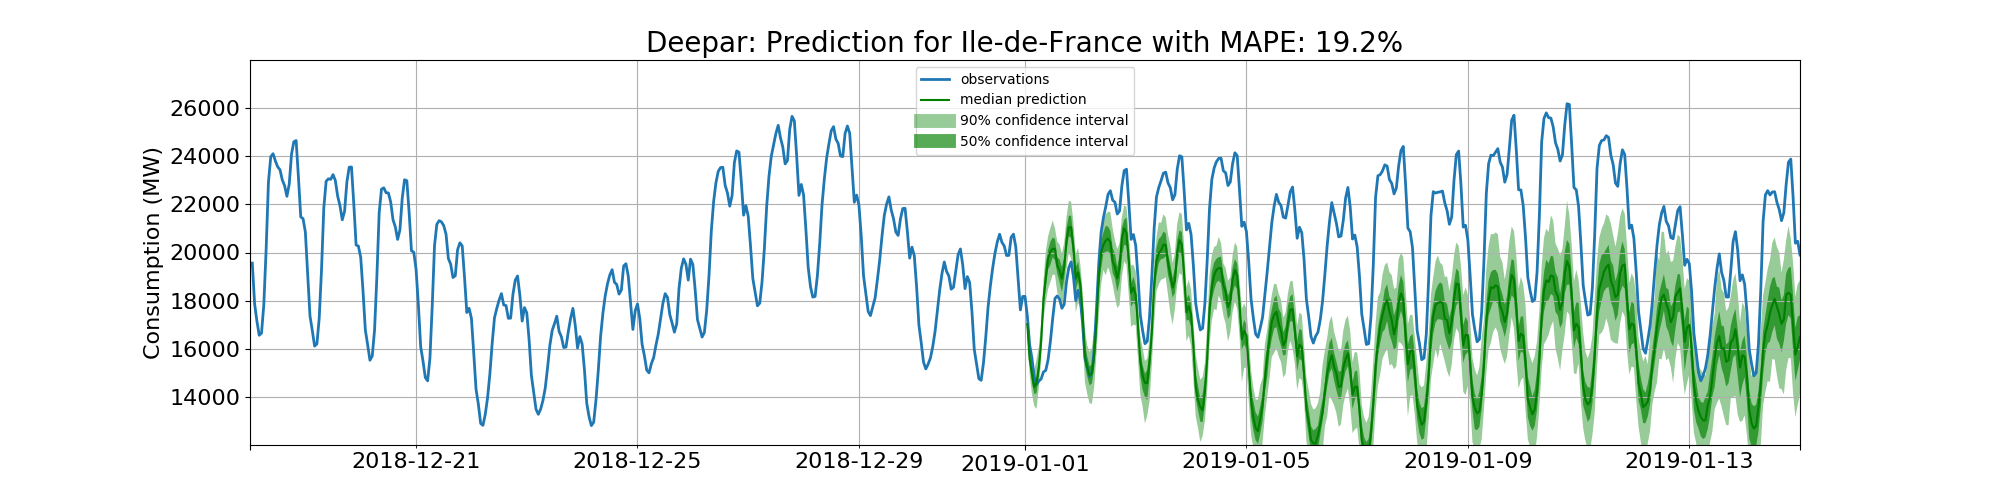 Deepar: Prediction for Ile-de-France with MAPE: 19.2%
observations
median prediction
90% confidence interval
50% confidence interval
Consumption (MW)
26000
24000
22000
20000
18000
16000
14000
2018-12-21 2018-12-25 2018-12-29 2019-01-01 2019-01-05 2019-01-09 2019-01-13